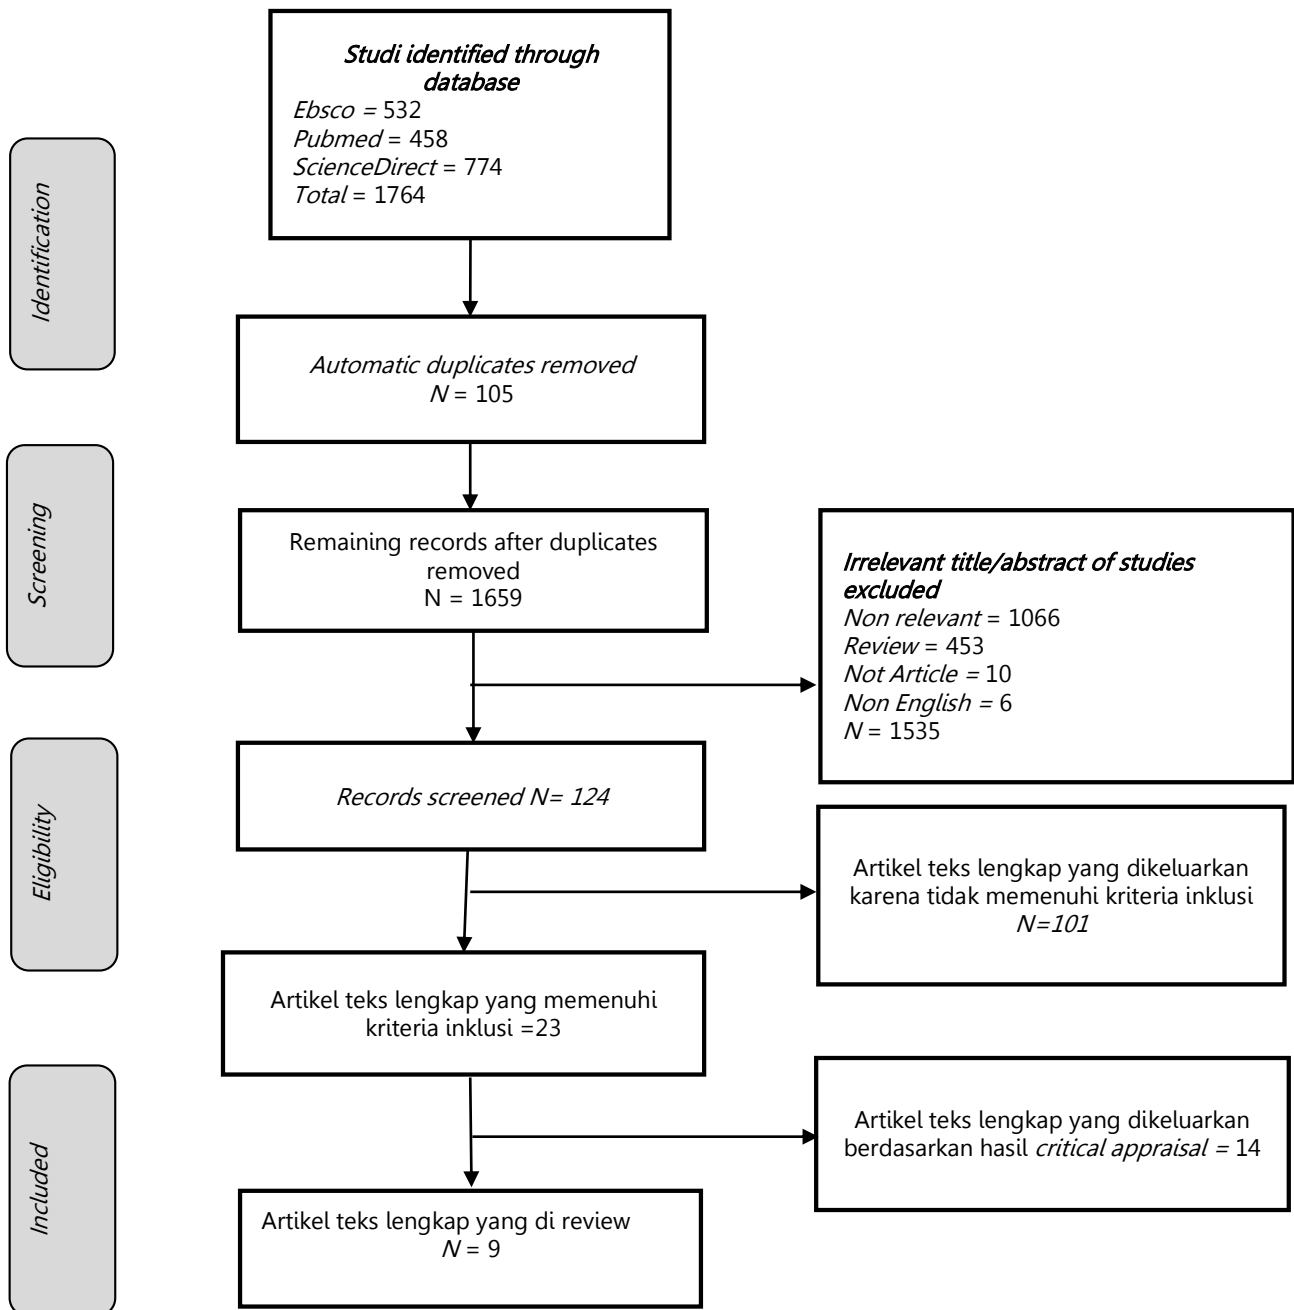 Studi identified through
database
Ebsco = 532
Pubmed = 458
ScienceDirect = 774
Total = 1764
Identification
Automatic duplicates removed
N = 105
Screening
Remaining records after duplicates
removed
N = 1659
Irrelevant title/abstract of studies
excluded
Non relevant = 1066
Review = 453
Not Article = 10
Non English = 6
N = 1535
Eligibility
Records screened N= 124
Artikel teks lengkap yang dikeluarkan
karena tidak memenuhi kriteria inklusi
N=101
Artikel teks lengkap yang memenuhi
kriteria inklusi =23
Included
Artikel teks lengkap yang dikeluarkan
berdasarkan hasil critical appraisal = 14
Artikel teks lengkap yang di review
N = 9